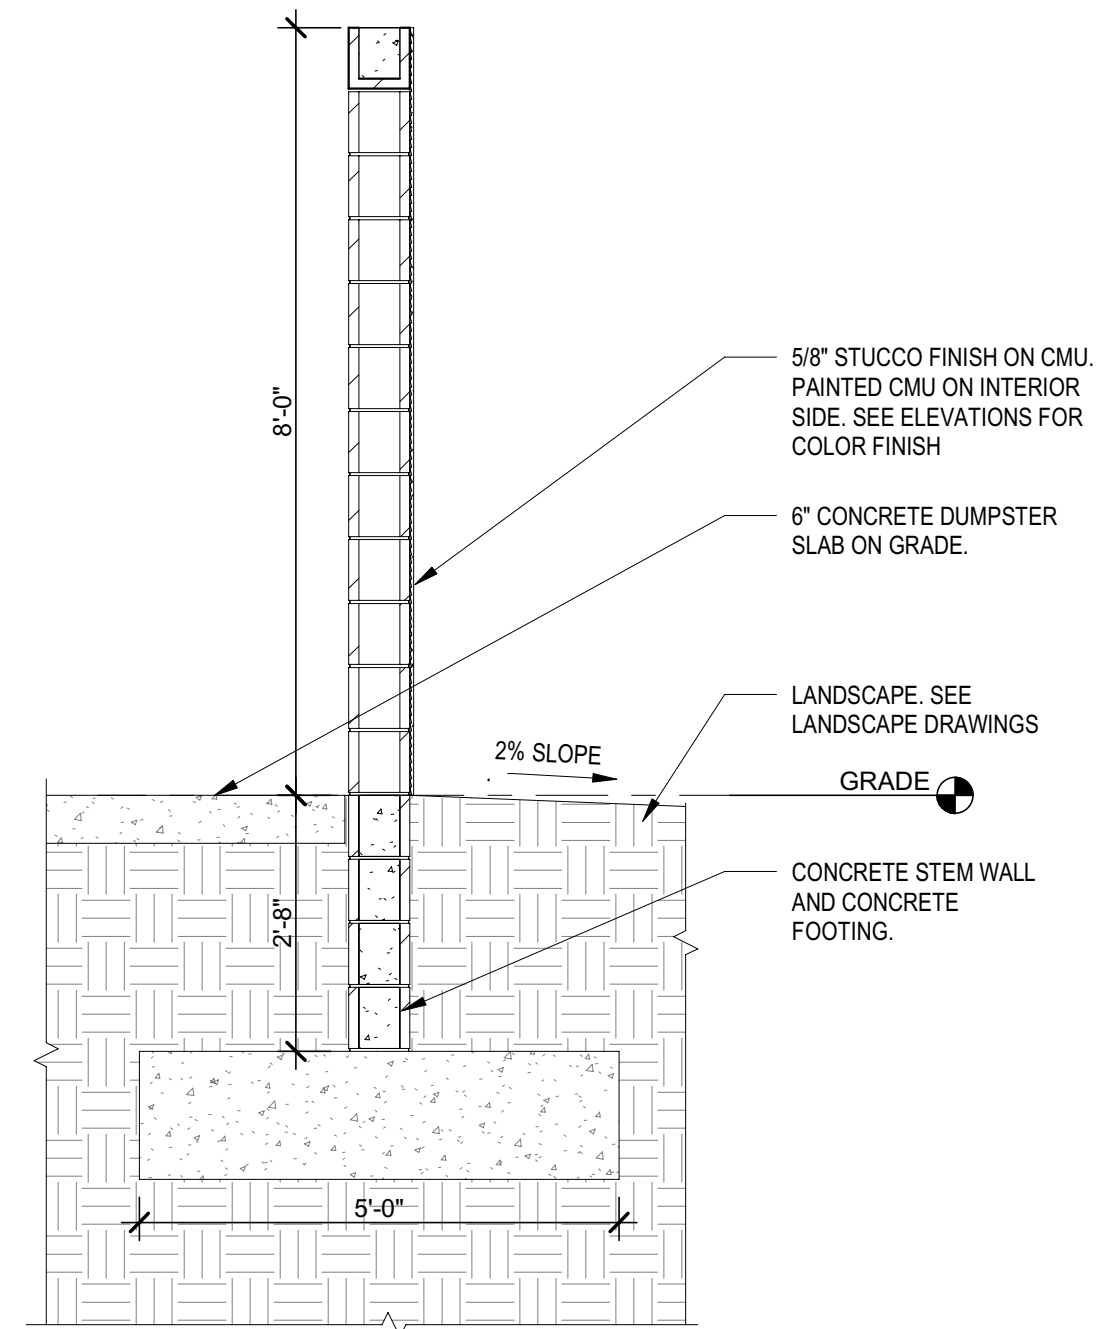 8'-0"
5/8" STUCCO FINISH ON CMU.
PAINTED CMU ON INTERIOR
SIDE. SEE ELEVATIONS FOR
COLOR FINISH
6" CONCRETE DUMPSTER
SLAB ON GRADE.
LANDSCAPE. SEE
LANDSCAPE DRAWINGS
2% SLOPE
GRADE
CONCRETE STEM WALL
AND CONCRETE
FOOTING.
2'-8"
5'-0"